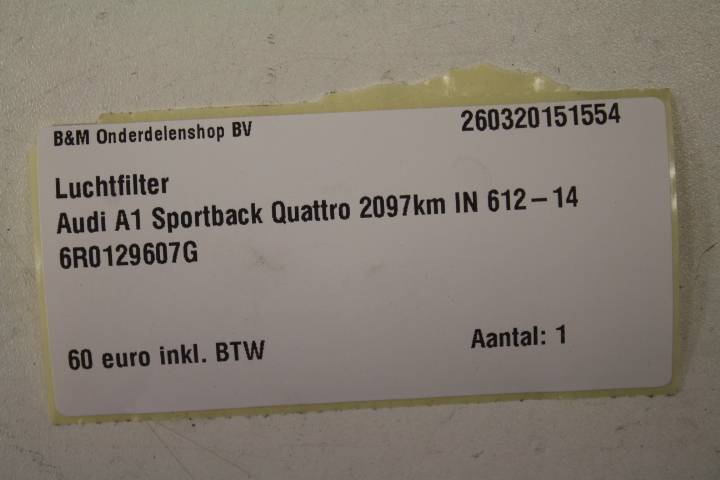 B&M Onderdelenshop BV
260320151554
Luchtfilter
Audi A1 Sportback Quattro 2097km IN 612-14
6R0129607G
60 euro inkl. BTW
Aantal: 1